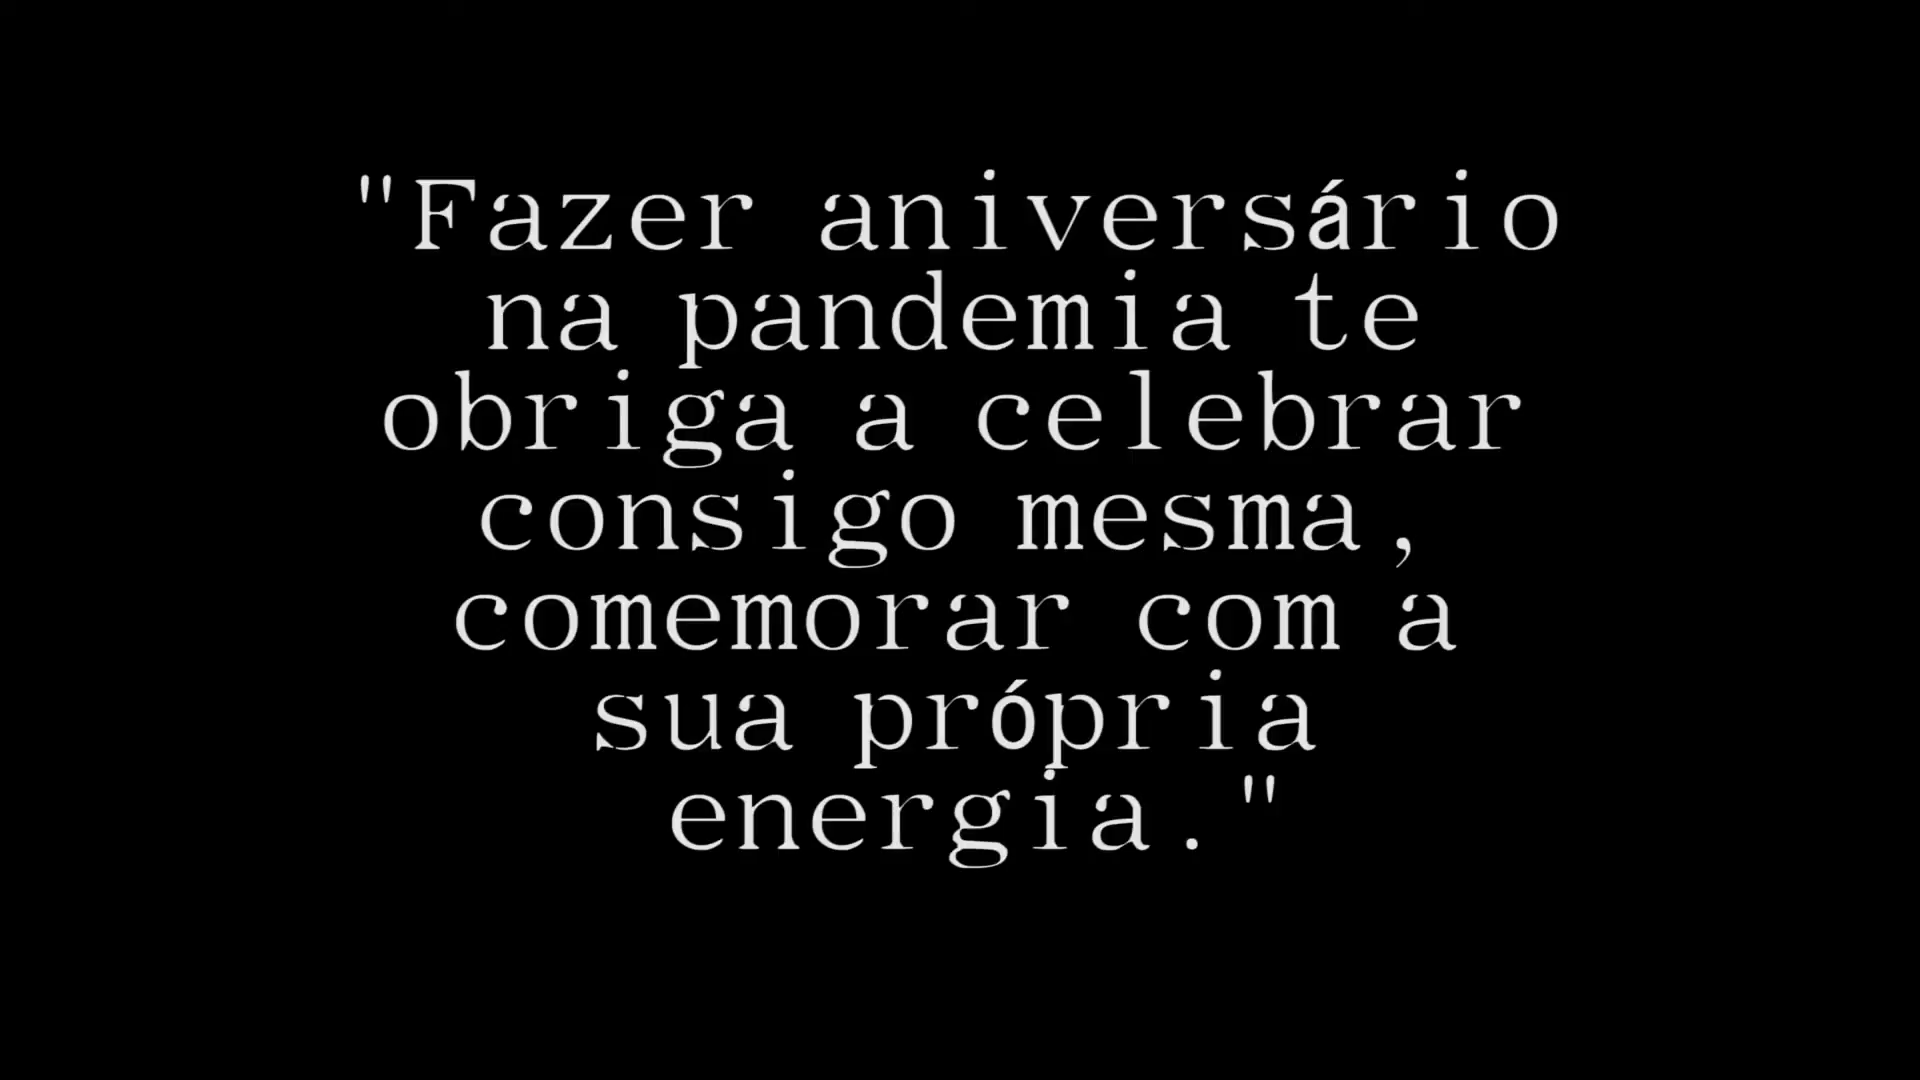 "Fazer aniversário
na pandemia te
obriga a celebrar
consigo mesma,
comemorar com a
sua própria
energia."